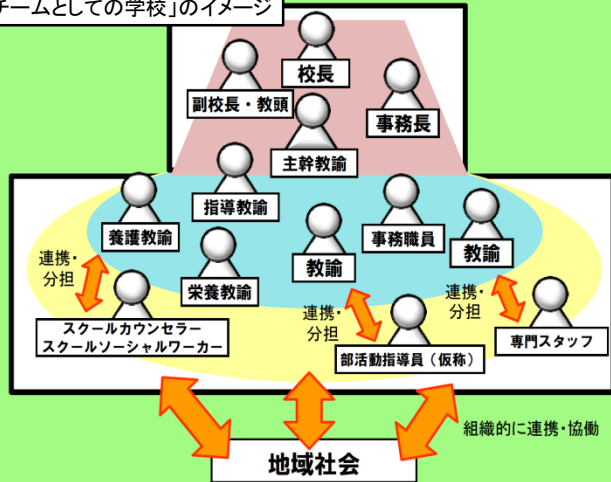 チームとしての学校」のイメージ
校長
副校長・教頭
事務長
主幹教諭
指導教諭
養護教諭
事務職員
教諭
教諭
栄養教諭
連携・
分担
連携・
分担
連携・
分担
スクールカウンセラー
スクールソーシャルワーカー
部活動指導員（仮称）
専門スタッフ
組織的に連携・協働
地域社会